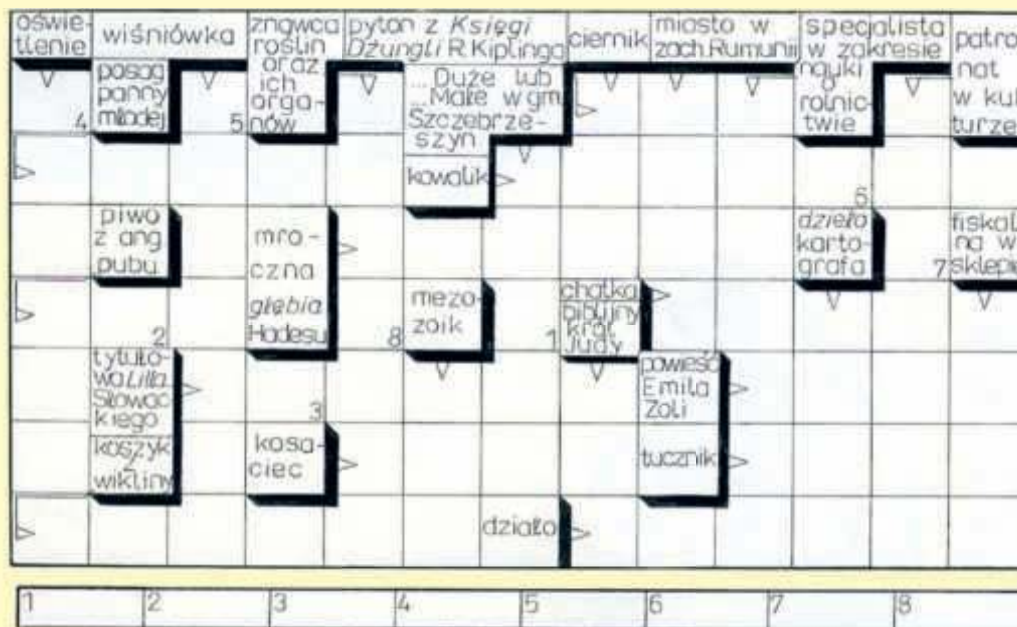 oświe-
tlenie
wiśniówka
znawca
roślin
oraz
ich
orga-
nów
pyton z Księgi
Dżungli R. Kiplinga
ciernik
miasto w
zach. Rumunii
specjalista
w zakresie
nauki
o
rolnic-
twie
patro
nat
w kul
turze
posag
panny
młodej
...Duże lub
...Małe w gm.
Szczebrze-
szyn
4
5
kowalik
6
piwo
z ang.
pubu
mro-
czna
głębia
Hadesu
dzieło
karto-
grafa
fiskal
na w
sklepie
7
mezo-
zoik
chatka
biblijny
król
Judy
2
8
1
tytuło-
wa Lilla
Słowac
kiego
powieść
Emila
Zoli
3
koszyk
z
wikliny
kosa-
ciec
tucznik
działo
1 2 3 4 5 6 7 8